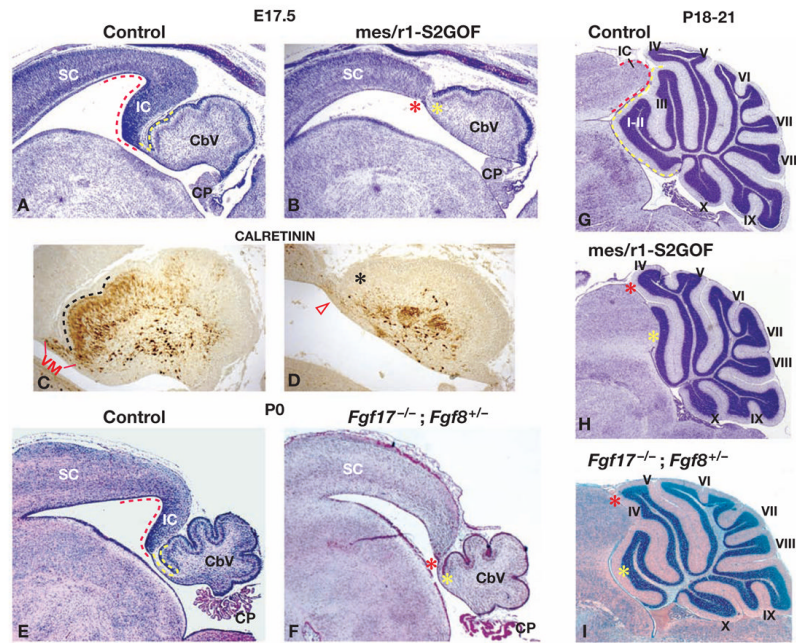 E17.5
P18-21
Control
mes/r1-S2GOF
Control
SC
IC
CbV
CP
A
SC
CbV
CP
B
IC
IV
V
VI
III
I-II
VII
VIII
X
IX
G
CALRETININ
VM
C
D
mes/r1-S2GOF
IV
V
VI
VII
VIII
X
IX
H
P0
Control
Fgf17−/− ; Fgf8+/−
SC
IC
CbV
CP
E
SC
CbV
CP
F
Fgf17−/− ; Fgf8+/−
V
VI
IV
VII
VIII
IX
X
I